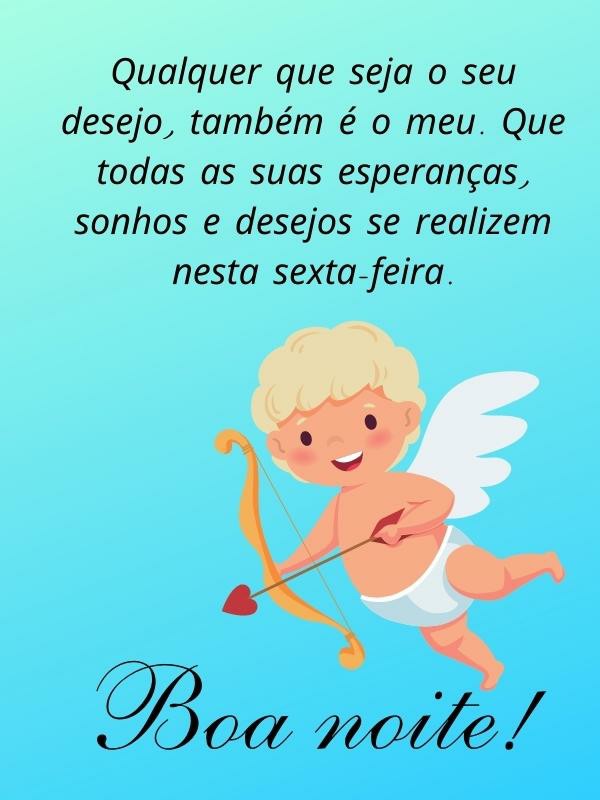 Qualquer que seja o seu
desejo, também é o meu. Que
todas as suas esperanças,
sonhos e desejos se realizem
nesta sexta-feira.
Boa noite!